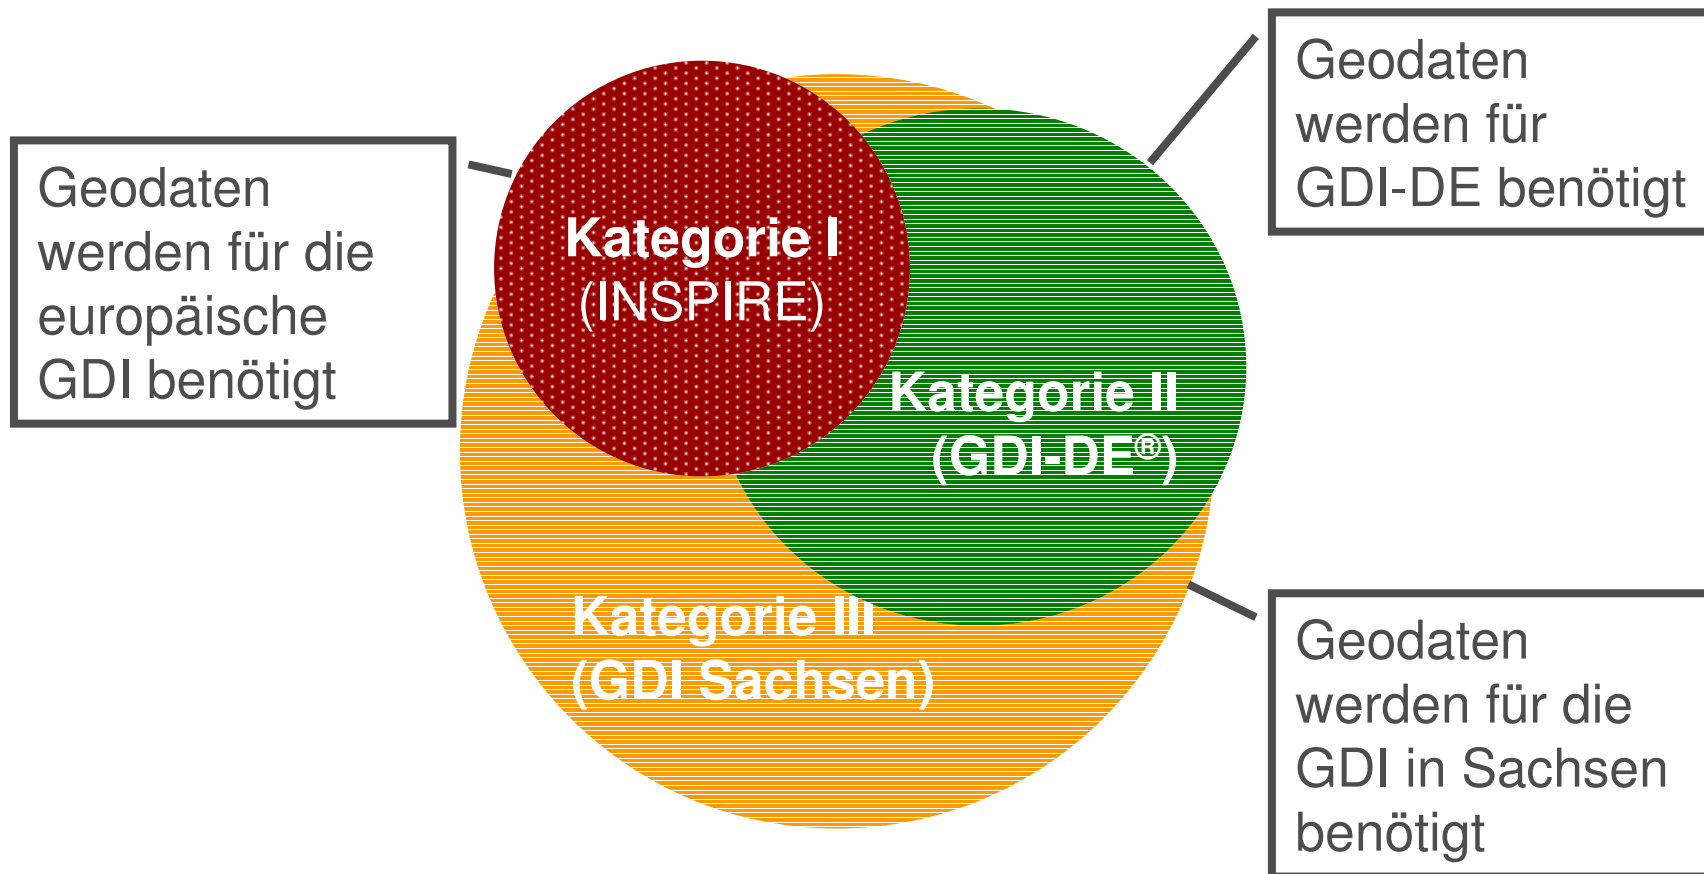 Geodaten
werden für die
europäische
GDI benötigt
Kategorie I
(INSPIRE)
Geodaten
werden für
GDI-DE benötigt
Kategorie II
(GDI-DE®)
Kategorie III
(GDI Sachsen)
Geodaten
werden für die
GDI in Sachsen
benötigt